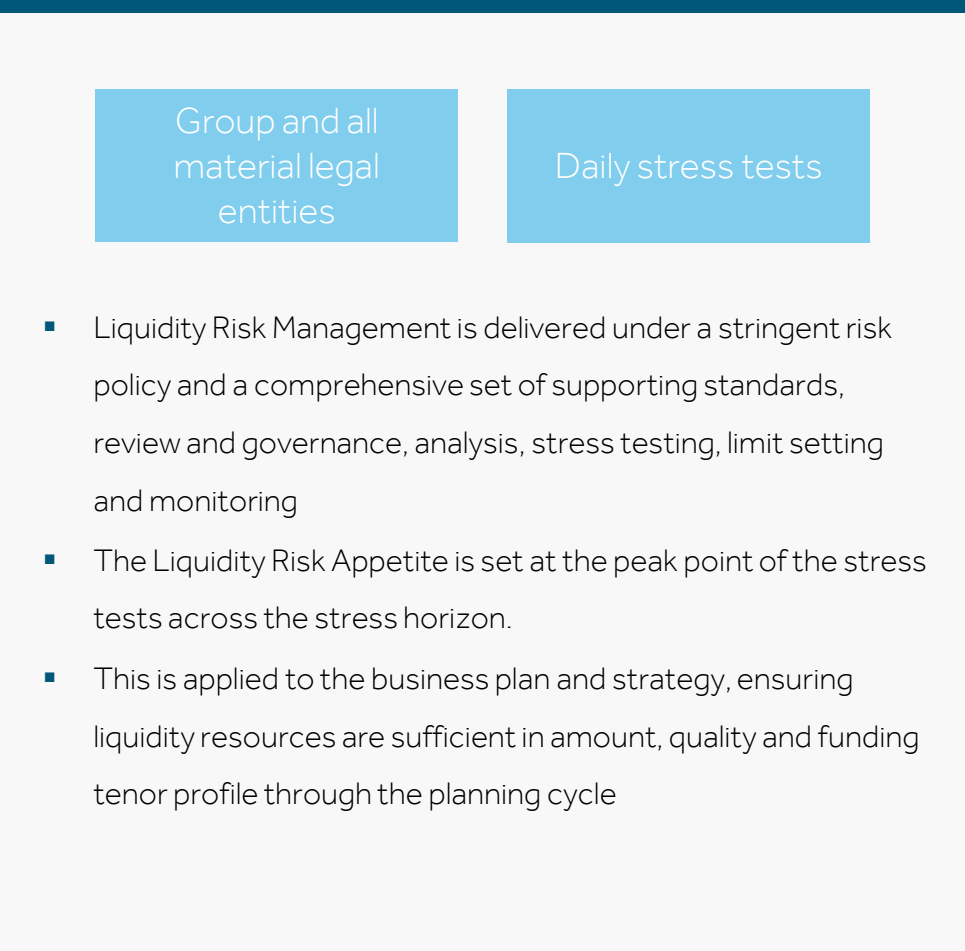 Group and all
material legal
entities
Daily stress tests
▪ Liquidity Risk Management is delivered under a stringent risk
policy and a comprehensive set of supporting standards,
review and governance, analysis, stress testing, limit setting
and monitoring
▪ The Liquidity Risk Appetite is set at the peak point of the stress
tests across the stress horizon.
▪ This is applied to the business plan and strategy, ensuring
liquidity resources are sufficient in amount, quality and funding
tenor profile through the planning cycle